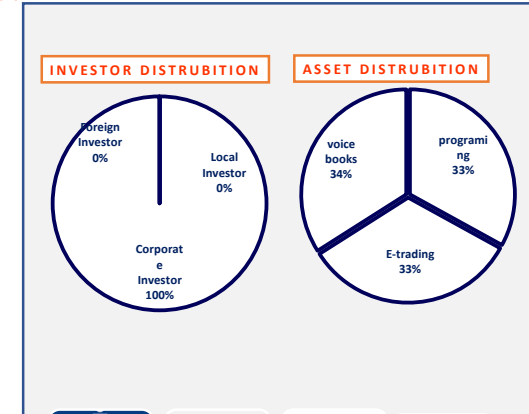 INVESTOR DISTRUBITION
Foreign
Investor
0%
Local
Investor
0%
Corporat
e
Investor
100%
ASSET DISTRUBITION
voice
books
34%
programi
ng
33%
E-trading
33%